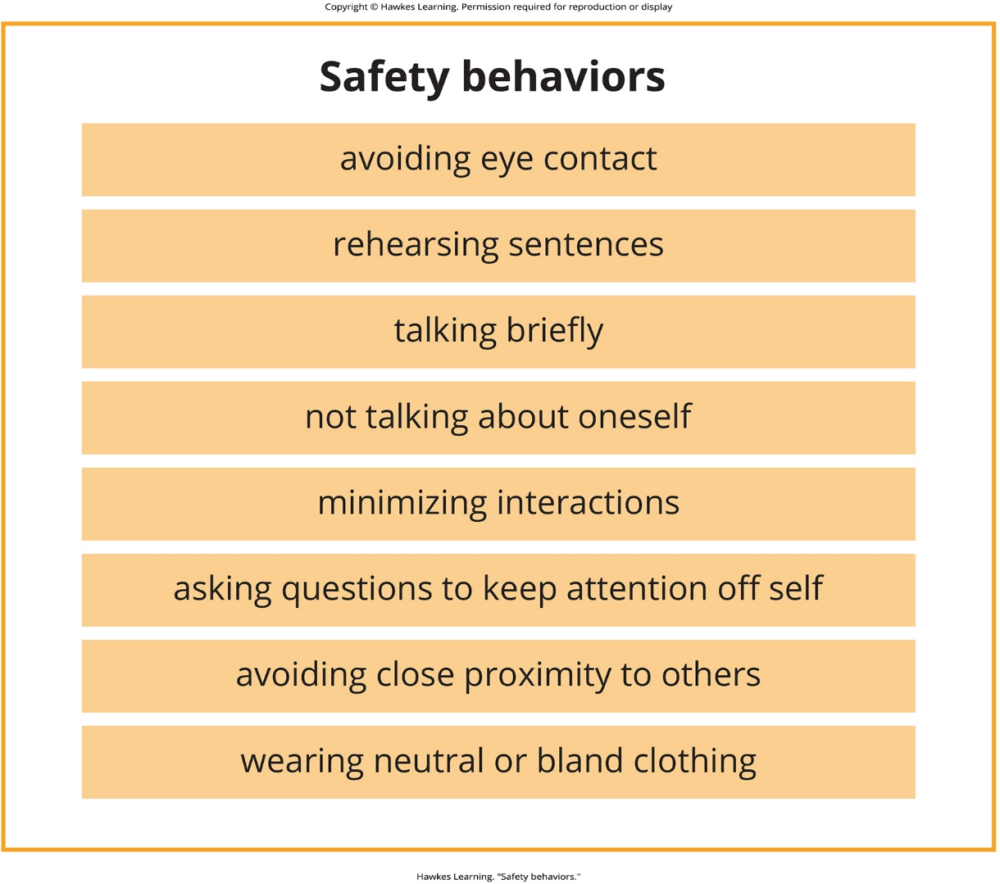 Copyright © Hawkes Learning. Permission required for reproduction or display
Safety behaviors
avoiding eye contact
rehearsing sentences
talking briefly
not talking about oneself
minimizing interactions
asking questions to keep attention off self
avoiding close proximity to others
wearing neutral or bland clothing
Hawkes Learning. "Safety behaviors."